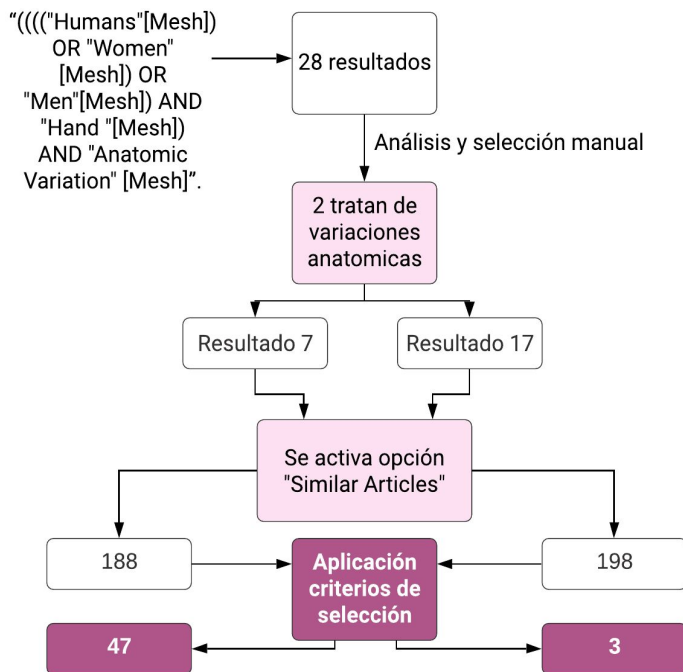 “(((("Humans"[Mesh])
OR "Women"
[Mesh]) OR
"Men"[Mesh]) AND
"Hand "[Mesh])
AND "Anatomic
Variation" [Mesh]”.
28 resultados
Análisis y selección manual
2 tratan de
variaciones
anatomicas
Resultado 7
Resultado 17
Se activa opción
"Similar Articles"
188
Aplicación
criterios de
selección
198
47
3